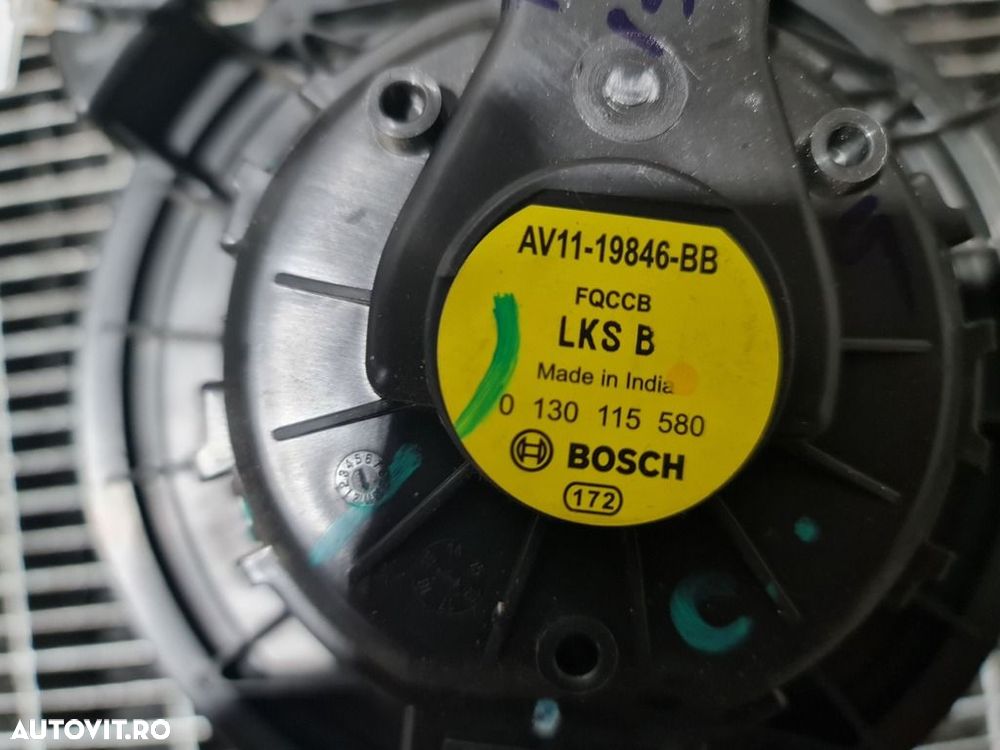 AV11-19846-BB
FQCCB
LKS B
Made in India
0 130 115 580
BOSCH
172
AUTOVIT.RO